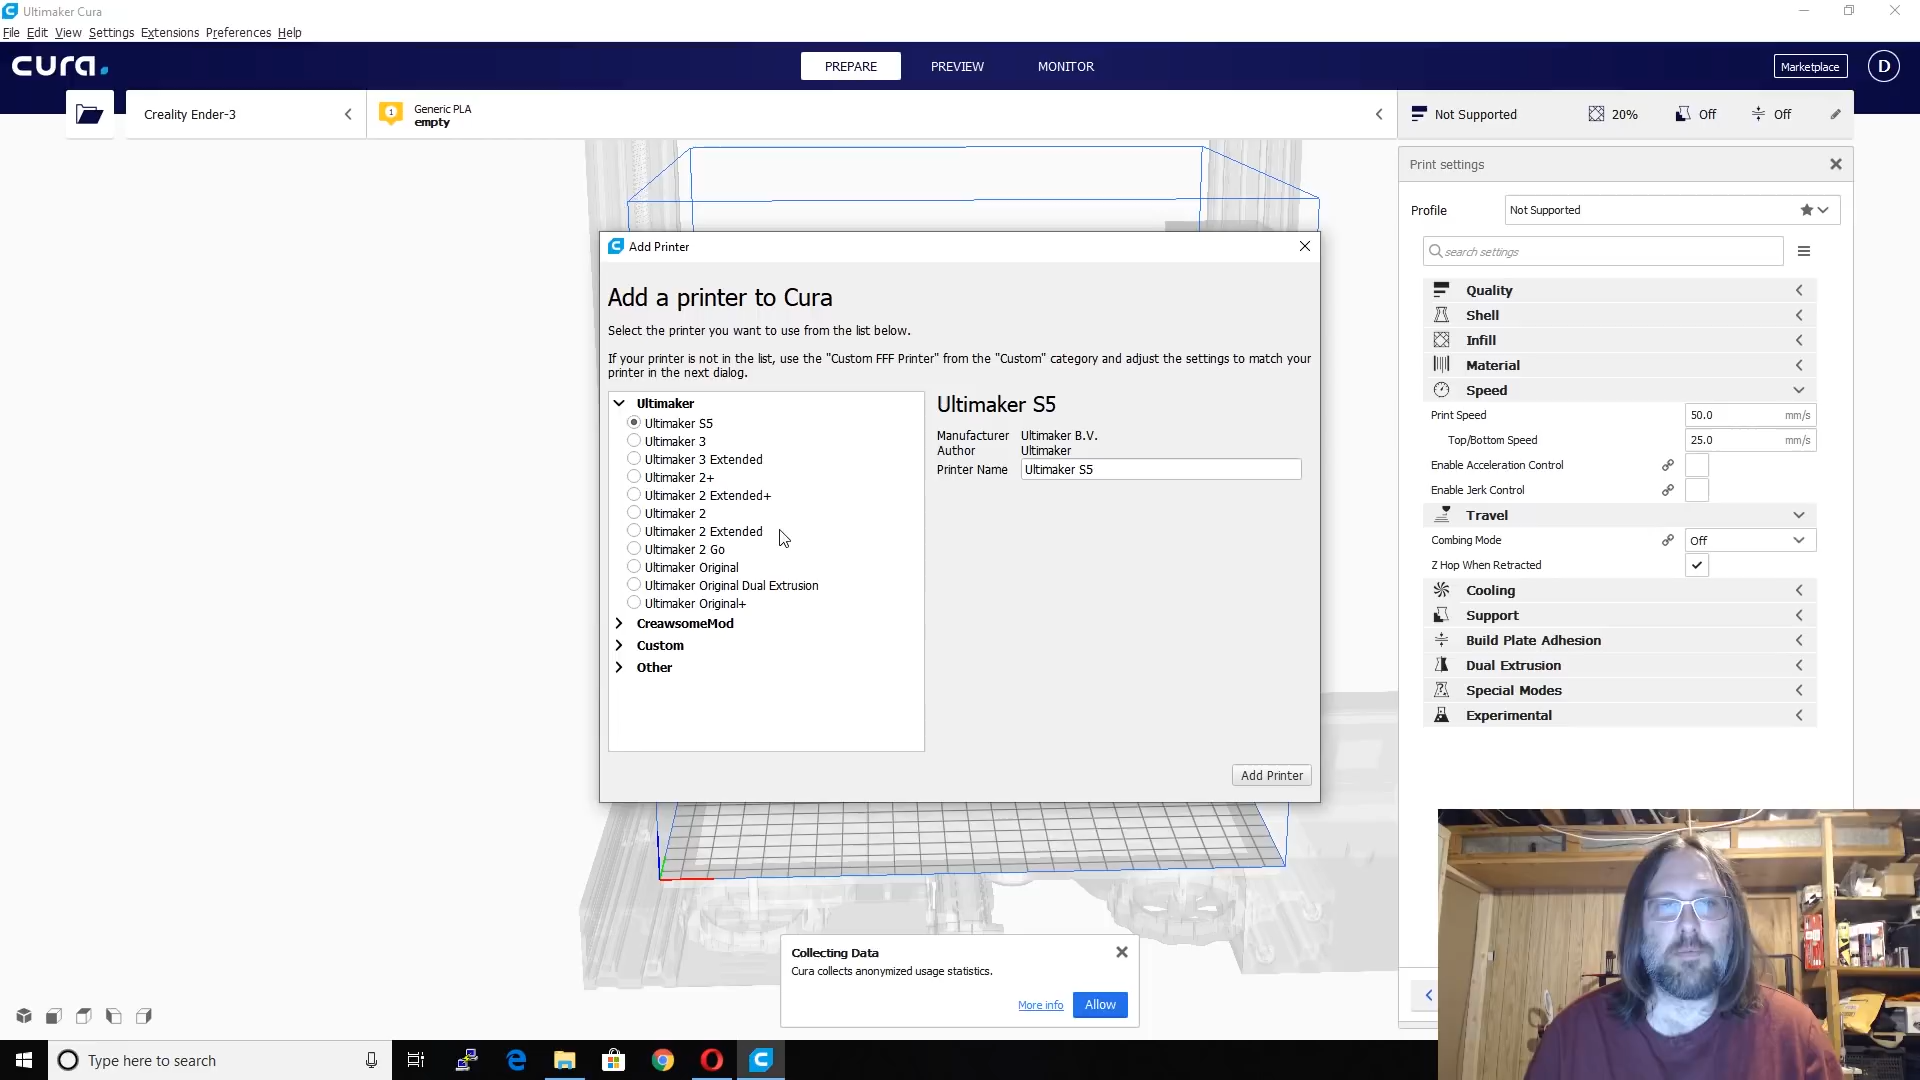 Ultimaker Cura
File Edit View Settings Extensions Preferences Help
cura.
PREPARE PREVIEW MONITOR
Marketplace D
Creality Ender-3
1 Generic PLA
empty
Not Supported 20% Off Off
Print settings
Profile Not Supported
search settings
Quality
Shell
Infill
Material
Speed
Print Speed 50.0 mm/s
Top/Bottom Speed 25.0 mm/s
Enable Acceleration Control
Enable Jerk Control
Travel
Combing Mode Off
Z Hop When Retracted
Cooling
Support
Build Plate Adhesion
Dual Extrusion
Special Modes
Experimental
Add Printer
Add a printer to Cura
Select the printer you want to use from the list below.
If your printer is not in the list, use the "Custom FFF Printer" from the "Custom" category and adjust the settings to match your
printer in the next dialog.
Ultimaker
Ultimaker S5
Ultimaker 3
Ultimaker 3 Extended
Ultimaker 2+
Ultimaker 2 Extended+
Ultimaker 2
Ultimaker 2 Extended
Ultimaker 2 Go
Ultimaker Original
Ultimaker Original Dual Extrusion
Ultimaker Original+
CreawsomeMod
Custom
Other
Ultimaker S5
Manufacturer Ultimaker B.V.
Author Ultimaker
Printer Name Ultimaker S5
Add Printer
Collecting Data
Cura collects anonymized usage statistics.
More info Allow
Type here to search